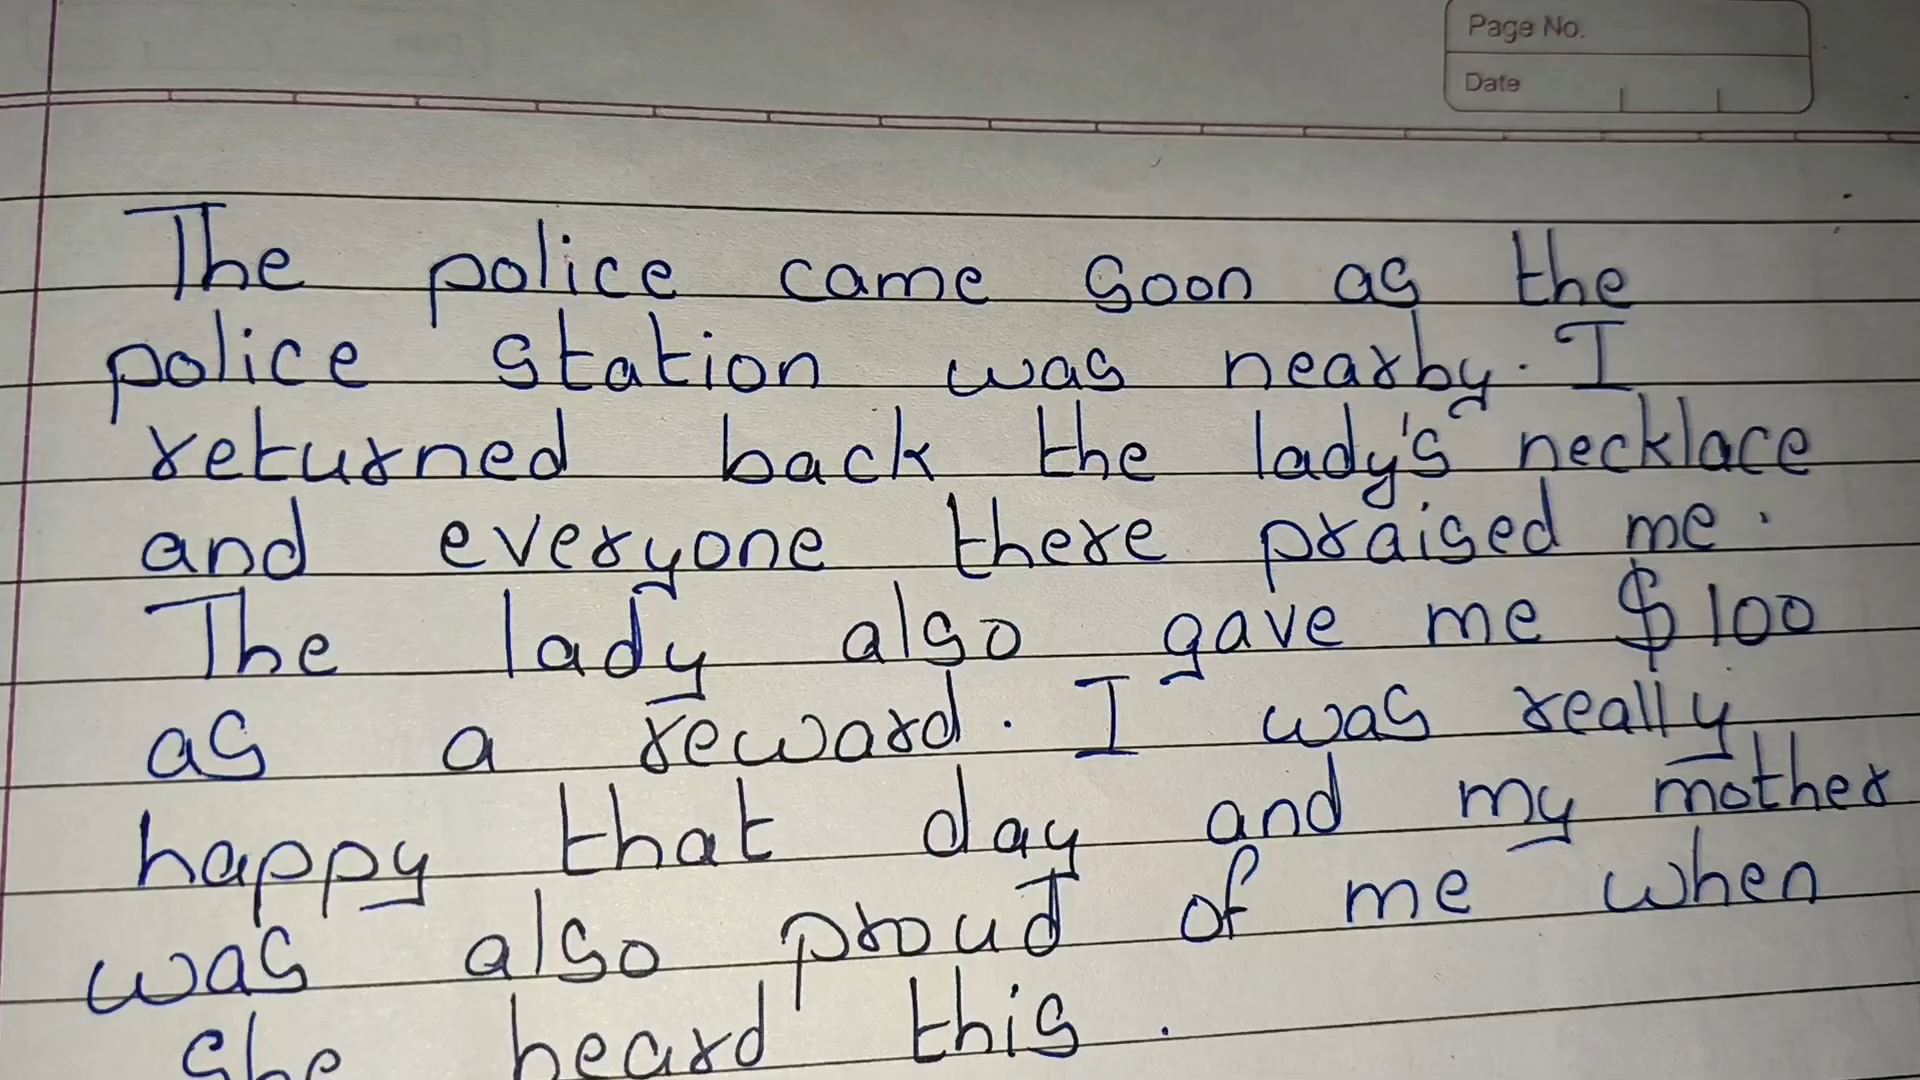 Page No.
Date
The police came soon as the
police station was nearby. I
returned back the lady's necklace
and everyone there praised me.
The lady also gave me $100
as a reward. I was really
happy that day and my mother
was also proud of me when
She heard this.